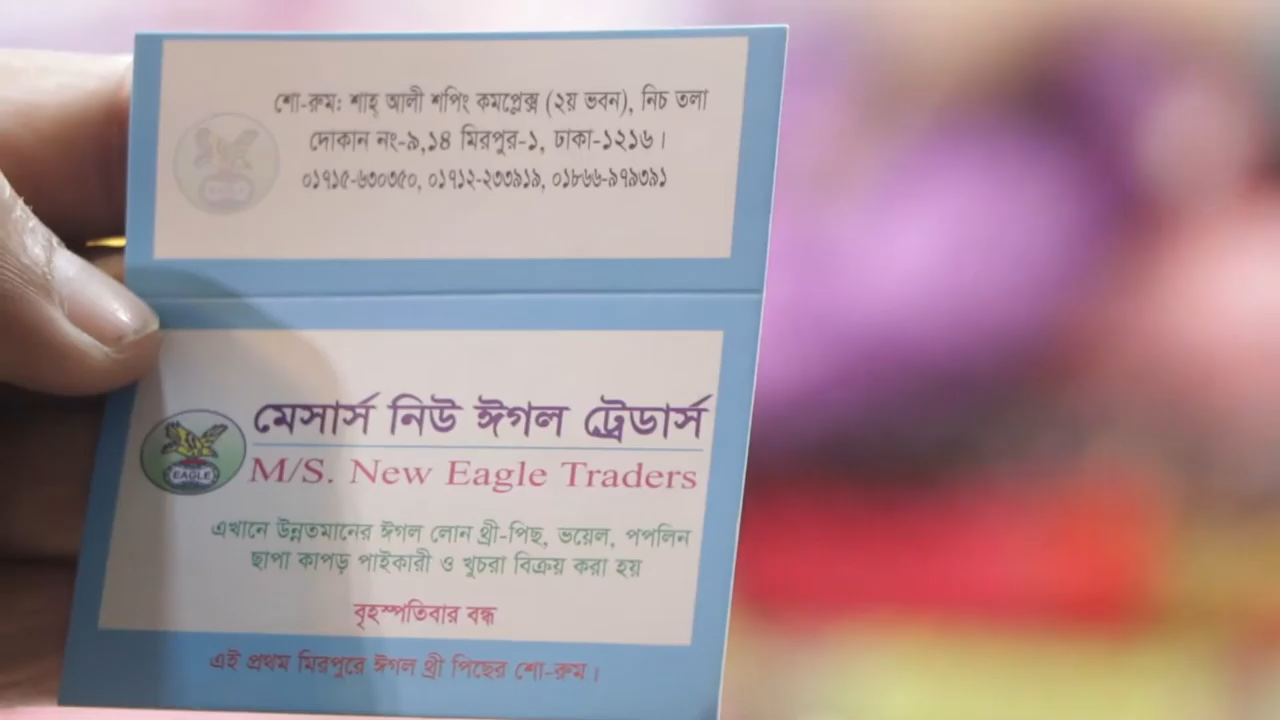 শো-রুম: শাহ্ আলী শপিং কমপ্লেক্স (২য় ভবন), নিচ তলা
দোকান নং-৯,১৪ মিরপুর-১, ঢাকা-১২১৬।
০১৭১৫-৬৩০৩৫০, ০১৭১২-২৩৩৯১৯, ০১৮৬৬-৯৭৯৩৯১
মেসার্স নিউ ঈগল ট্রেডার্স
EAGLE
M/S. New Eagle Traders
এখানে উন্নতমানের ঈগল লোন থ্রী-পিছ, ভয়েল, পপলিন
ছাপা কাপড় পাইকারী ও খুচরা বিক্রয় করা হয়
বৃহস্পতিবার বন্ধ
এই প্রথম মিরপুরে ঈগল থ্রী পিছের শো-রুম।